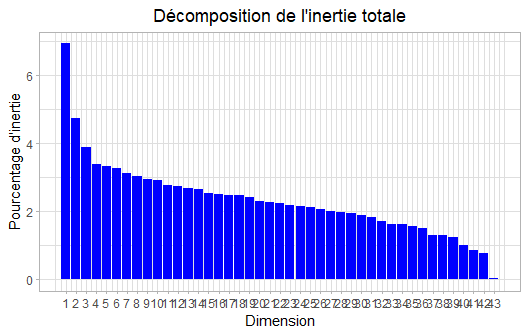 Décomposition de l'inertie totale
Pourcentage d'inertie
6
4
2
0
1 2 3 4 5 6 7 8 9 10 11 12 13 14 15 16 17 18 19 20 21 22 23 24 25 26 27 28 29 30 31 32 33 34 35 36 37 38 39 40 41 42 43
Dimension